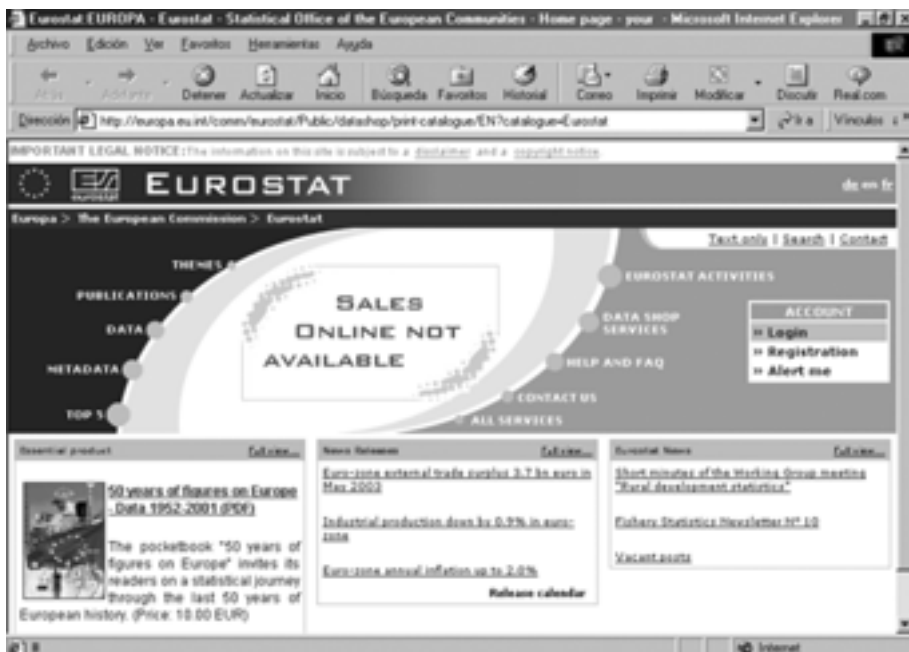 Eurostat EUROPA - Eurostat - Statistical Office of the European Communities - Home page - your - Microsoft Internet Explorer
Archivo Edición Ver Favoritos Herramientas Ayuda
Atrás Adelante Detener Actualizar Inicio Búsqueda Favoritos Historial Correo Imprimir Modificar Discutir Real.com
Dirección http://europa.eu.int/comm/eurostat/Public/datashop/print-catalogue/EN?catalogue=Eurostat Ir a Vínculos
IMPORTANT LEGAL NOTICE: The information on this site is subject to a disclaimer and a copyright notice.
eurostat EUROSTAT de en fr
Europa > The European Commission > Eurostat
Text only | Search | Contact
THEMES
PUBLICATIONS
DATA
METADATA
TOP 5
SALES
ONLINE NOT
AVAILABLE
EUROSTAT ACTIVITIES
DATA SHOP
SERVICES
HELP AND FAQ
CONTACT US
ALL SERVICES
ACCOUNT
» Login
» Registration
» Alert me
Essential product Full view...
50 years of figures on Europe
- Data 1952-2001 (PDF)
The pocketbook "50 years of
figures on Europe" invites its
readers on a statistical journey
through the last 50 years of
European history. (Price: 10.00 EUR)
News Releases Full view...
Euro-zone external trade surplus 3.7 bn euro in
May 2003
Industrial production down by 0.9% in euro-
zone
Euro-zone annual inflation up to 2.0%
Release calendar
Eurostat News Full view...
Short minutes of the Working Group meeting
"Rural development statistics"
Fishery Statistics Newsletter Nº 10
Vacant posts
Internet